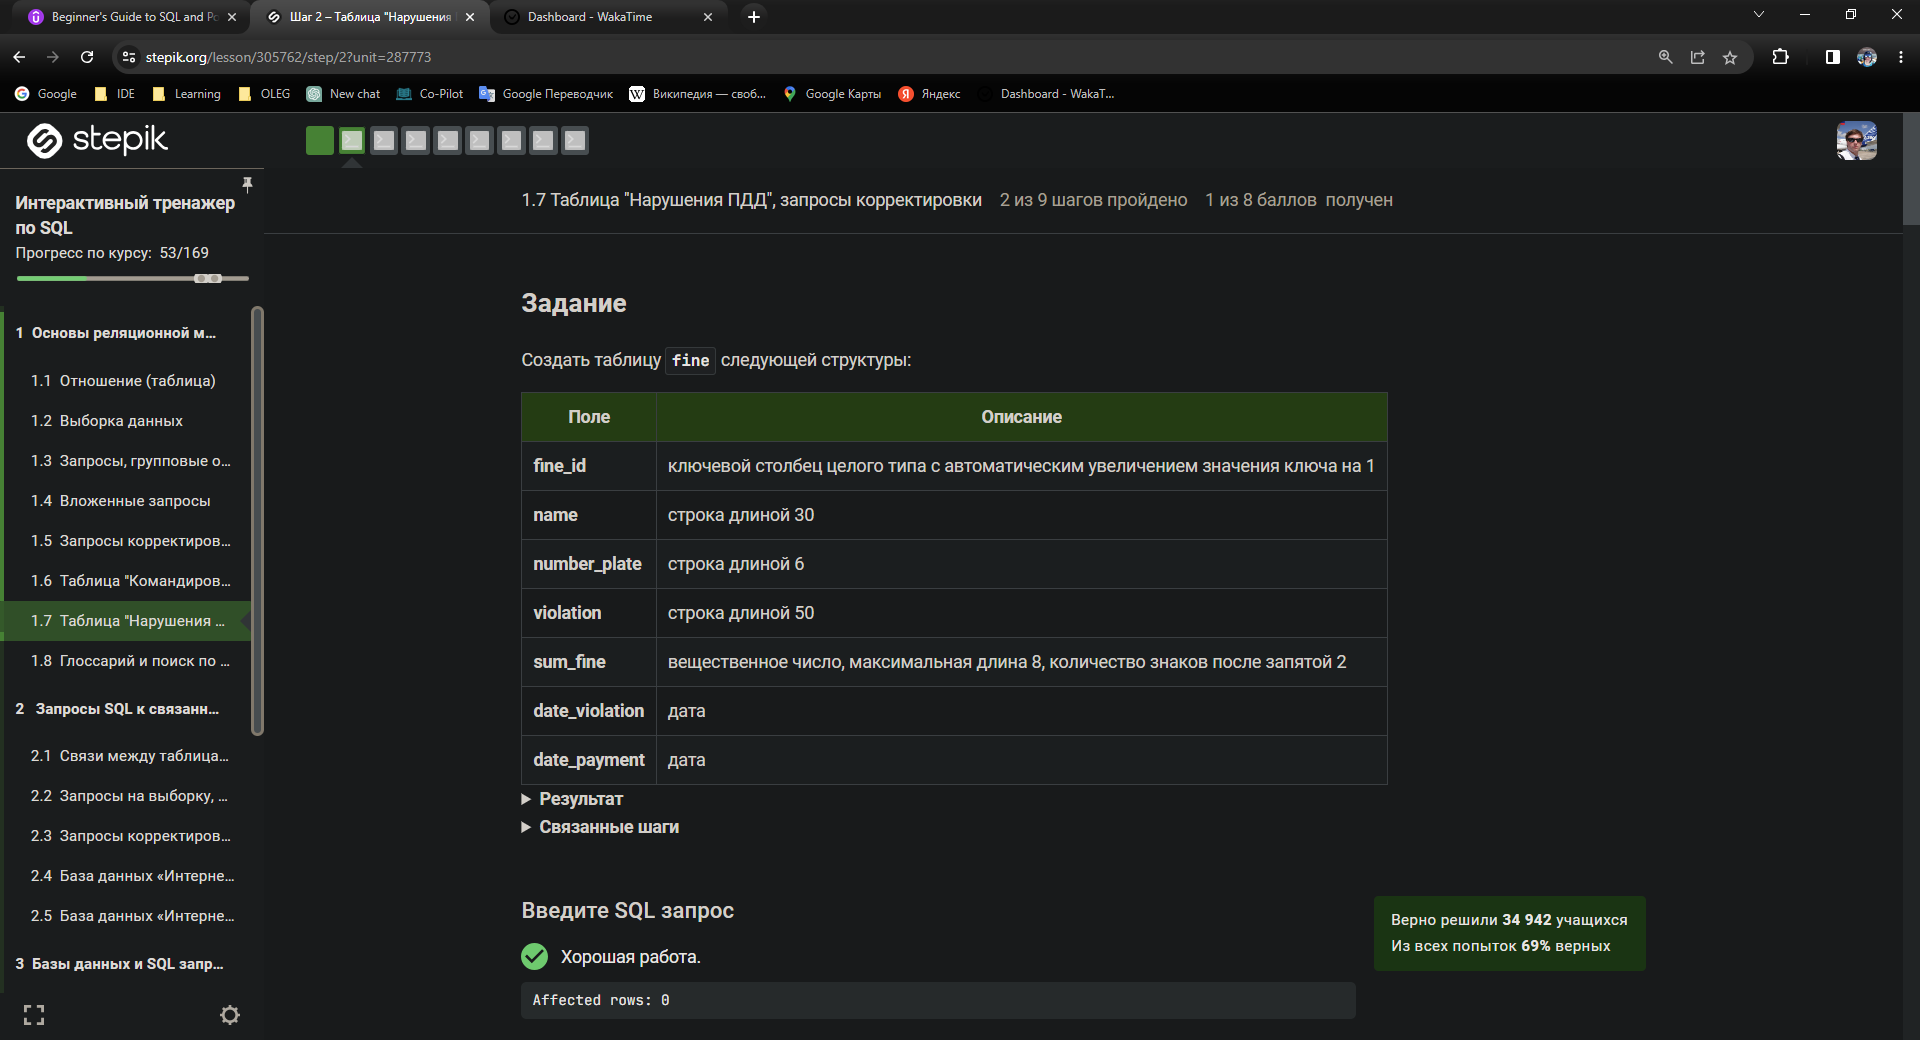 Beginner's Guide to SQL and Po
Шаг 2 – Таблица "Нарушения
Dashboard - WakaTime
stepik.org/lesson/305762/step/2?unit=287773
Google
IDE
Learning
OLEG
New chat
Co-Pilot
Google Переводчик
Википедия — своб...
Google Карты
Яндекс
Dashboard - WakaT...
stepik
Интерактивный тренажер
по SQL
Прогресс по курсу: 53/169
1 Основы реляционной м...
1.1 Отношение (таблица)
1.2 Выборка данных
1.3 Запросы, групповые о...
1.4 Вложенные запросы
1.5 Запросы корректиров...
1.6 Таблица "Командиров...
1.7 Таблица "Нарушения ...
1.8 Глоссарий и поиск по ...
2 Запросы SQL к связанн...
2.1 Связи между таблица...
2.2 Запросы на выборку, ...
2.3 Запросы корректиров...
2.4 База данных «Интерне...
2.5 База данных «Интерне...
3 Базы данных и SQL запр...
1.7 Таблица "Нарушения ПДД", запросы корректировки 2 из 9 шагов пройдено 1 из 8 баллов получен
Задание
Создать таблицу fine следующей структуры:
Поле Описание
fine_id ключевой столбец целого типа с автоматическим увеличением значения ключа на 1
name строка длиной 30
number_plate строка длиной 6
violation строка длиной 50
sum_fine вещественное число, максимальная длина 8, количество знаков после запятой 2
date_violation дата
date_payment дата
Результат
Связанные шаги
Введите SQL запрос
Верно решили 34 942 учащихся
Из всех попыток 69% верных
Хорошая работа.
Affected rows: 0